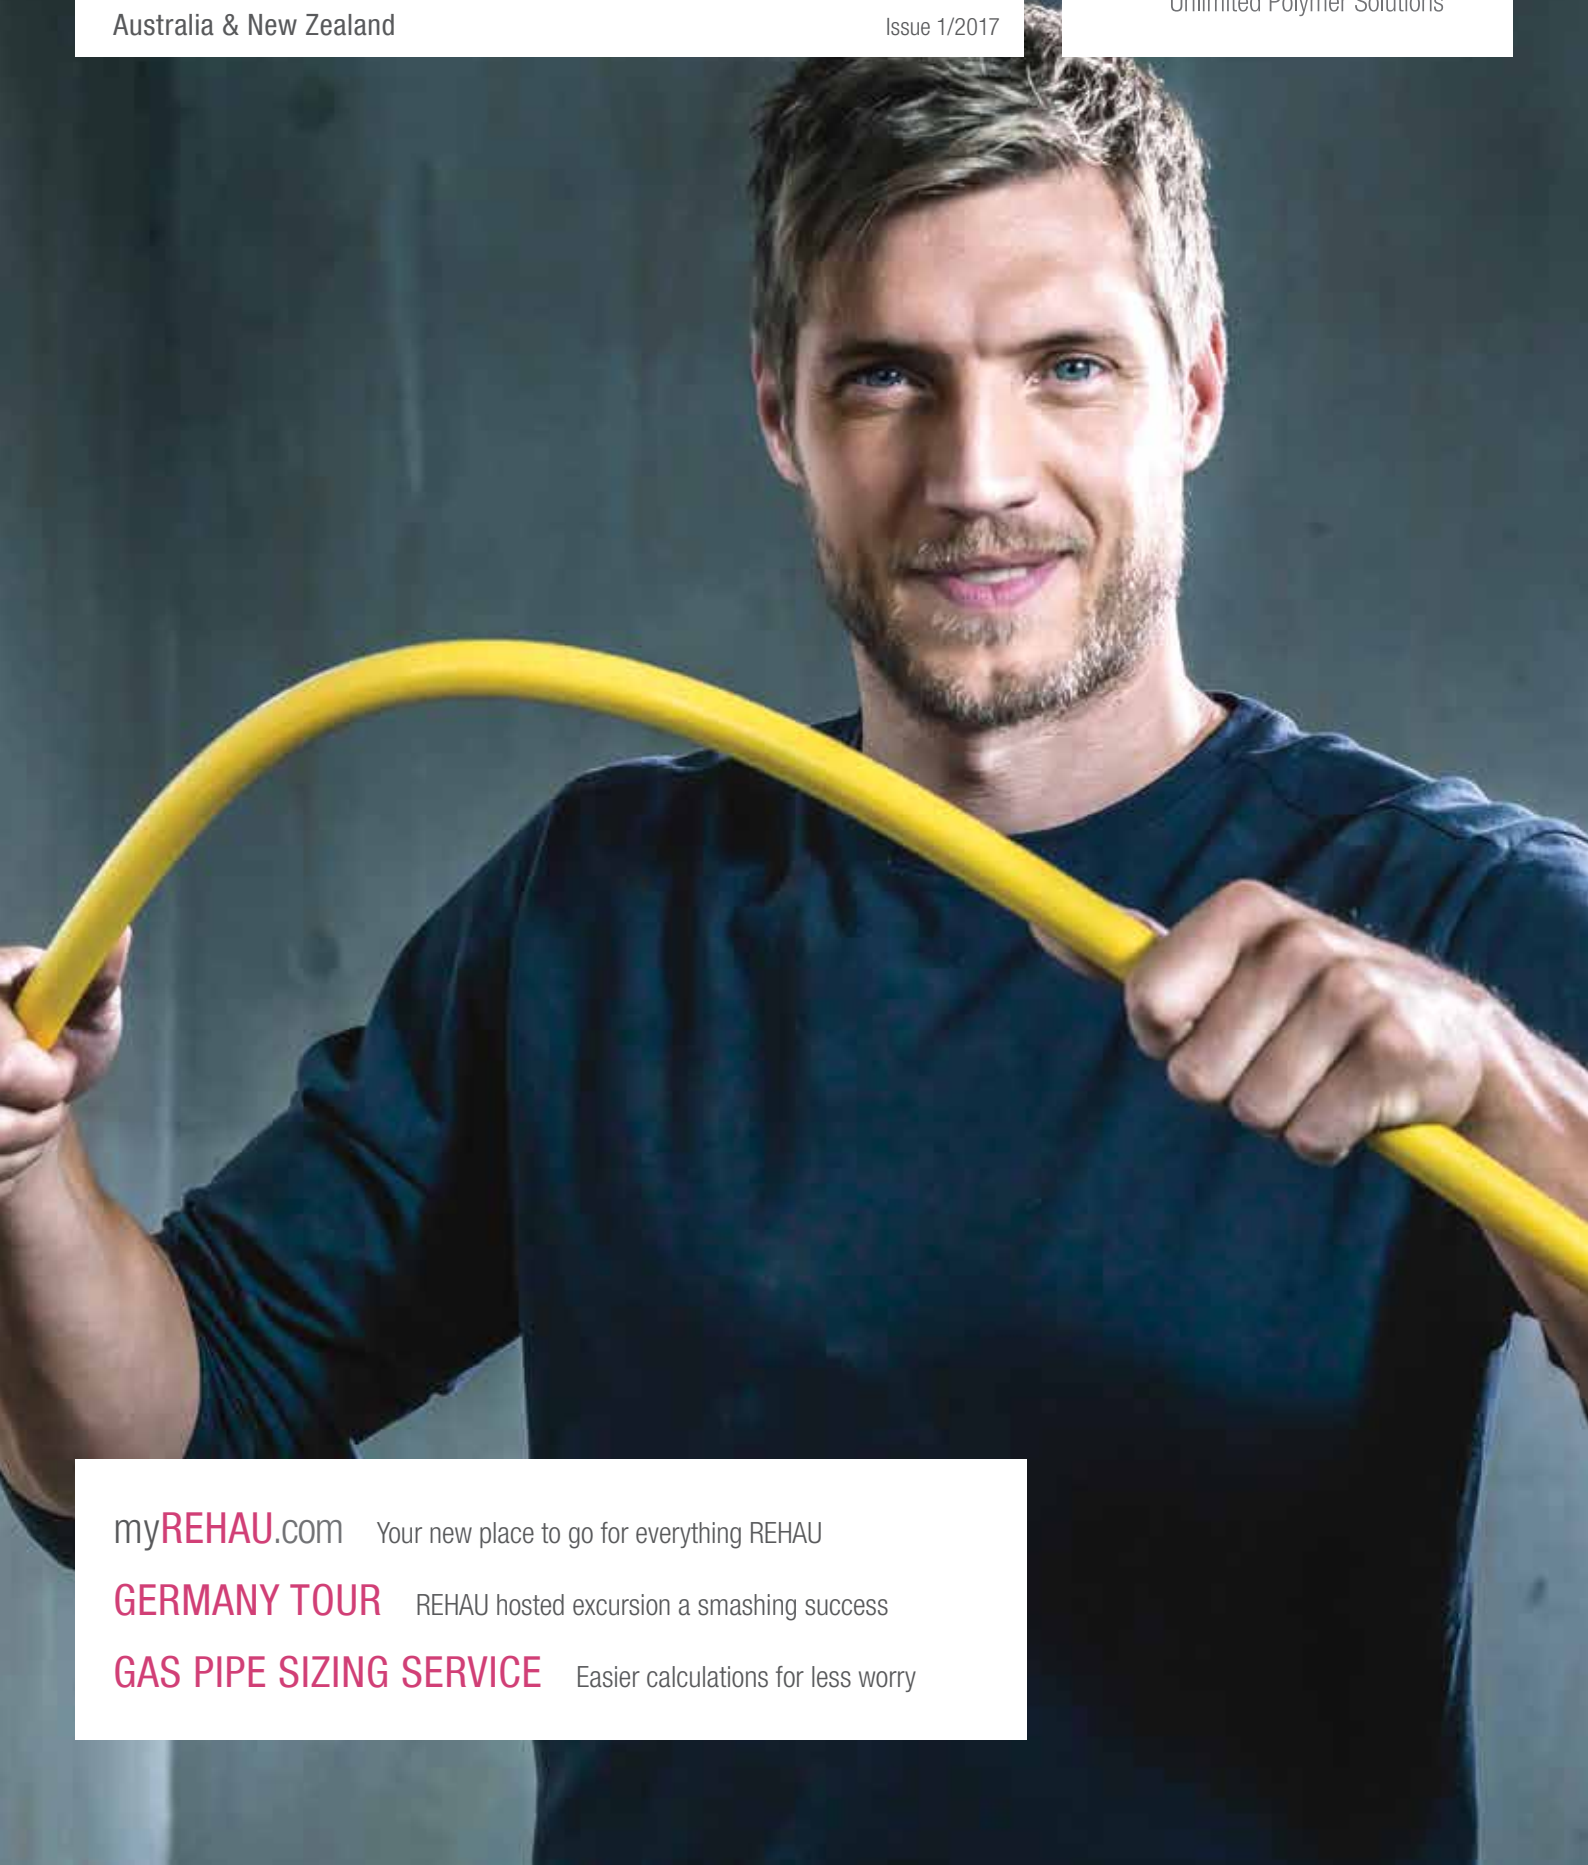 Australia & New Zealand Issue 1/2017
Unlimited Polymer Solutions
myREHAU.com Your new place to go for everything REHAU
GERMANY TOUR REHAU hosted excursion a smashing success
GAS PIPE SIZING SERVICE Easier calculations for less worry